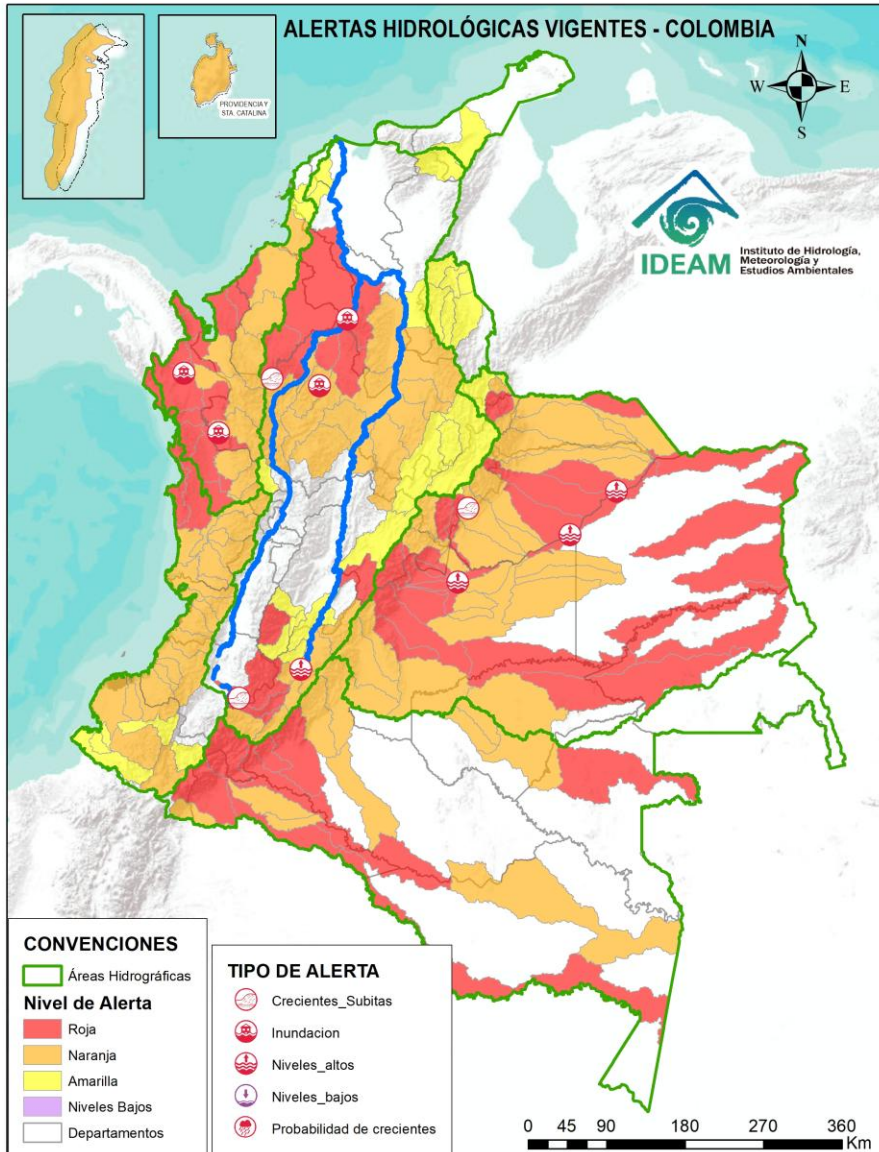 ALERTAS HIDROLÓGICAS VIGENTES - COLOMBIA
PROVIDENCIA Y
STA. CATALINA
N
W
E
S
IDEAM
Instituto de Hidrología,
Meteorología y
Estudios Ambientales
CONVENCIONES
Áreas Hidrográficas
Nivel de Alerta
Roja
Naranja
Amarilla
Niveles Bajos
Departamentos
TIPO DE ALERTA
Crecientes_Subitas
Inundacion
Niveles_altos
Niveles_bajos
Probabilidad de crecientes
0 45 90 180 270 360
Km